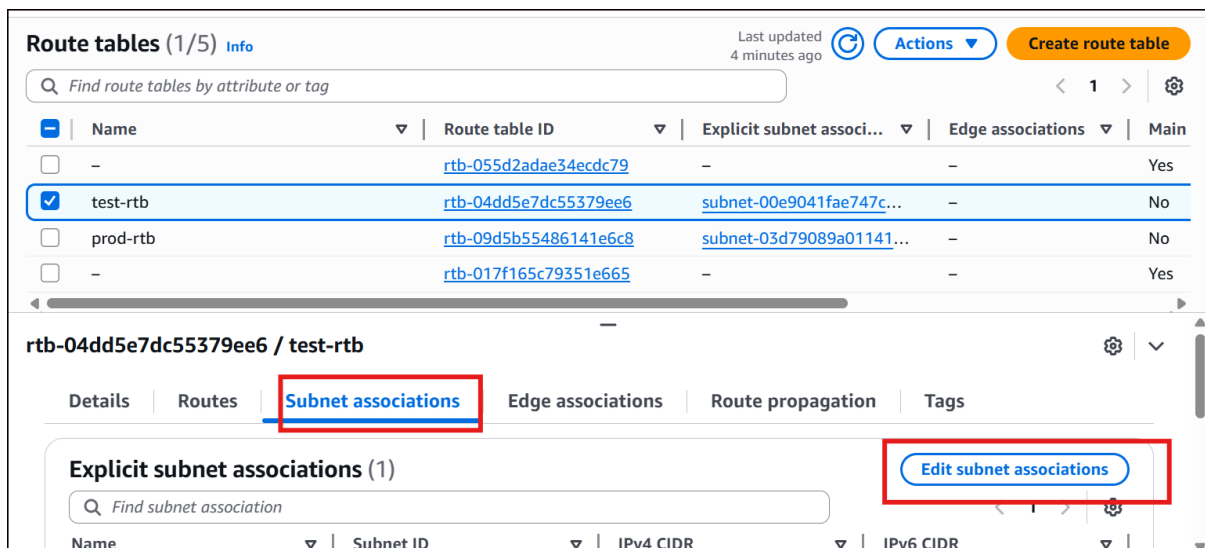 Route tables (1/5) Info
Last updated
4 minutes ago
Actions
Create route table
Find route tables by attribute or tag
1
Name Route table ID Explicit subnet associ... Edge associations Main
– rtb-055d2adae34ecdc79 – – Yes
test-rtb rtb-04dd5e7dc55379ee6 subnet-00e9041fae747c... – No
prod-rtb rtb-09d5b55486141e6c8 subnet-03d79089a01141... – No
– rtb-017f165c79351e665 – – Yes
rtb-04dd5e7dc55379ee6 / test-rtb
Details Routes Subnet associations Edge associations Route propagation Tags
Explicit subnet associations (1)
Edit subnet associations
Find subnet association
1
Name Subnet ID IPv4 CIDR IPv6 CIDR